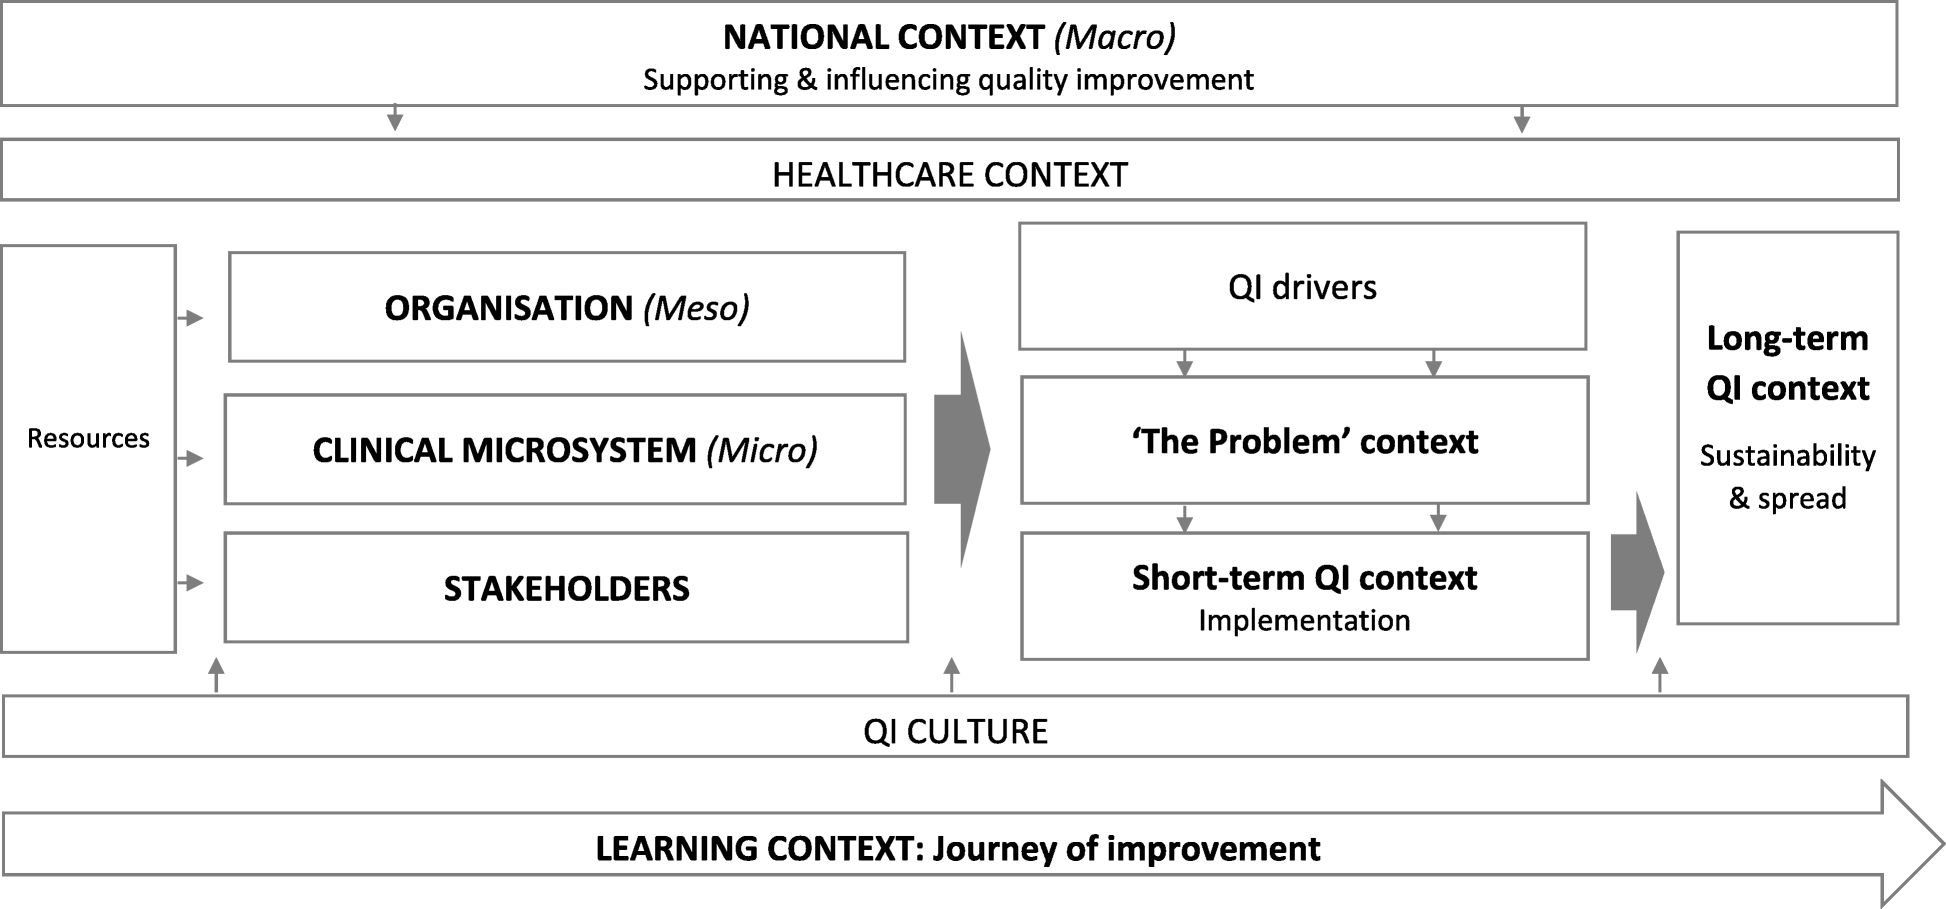 NATIONAL CONTEXT (Macro)
Supporting & influencing quality improvement
HEALTHCARE CONTEXT
Resources
ORGANISATION (Meso)
CLINICAL MICROSYSTEM (Micro)
STAKEHOLDERS
QI drivers
‘The Problem’ context
Short-term QI context
Implementation
Long-term
QI context
Sustainability
& spread
QI CULTURE
LEARNING CONTEXT: Journey of improvement